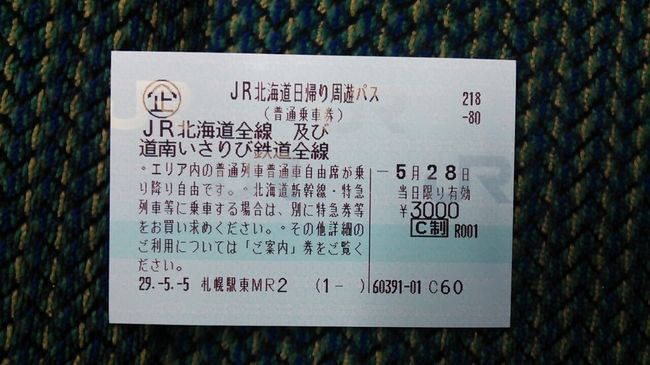 企
JR北海道日帰り周遊パス
218
(普通乗車券)
-80
JR北海道全線 及び
道南いさりび鉄道全線
◦エリア内の普通列車普通車自由席が乗
り降り自由です。◦北海道新幹線・特急
列車等に乗車する場合は、別に特急券等
をお買い求めください。◦その他詳細の
ご利用については「ご案内」券をご覧く
ださい。
-5月28日
当日限り有効
¥3000
C制 R001
29.-5.-5 札幌駅東MR2 (1- ) 60391-01 C60